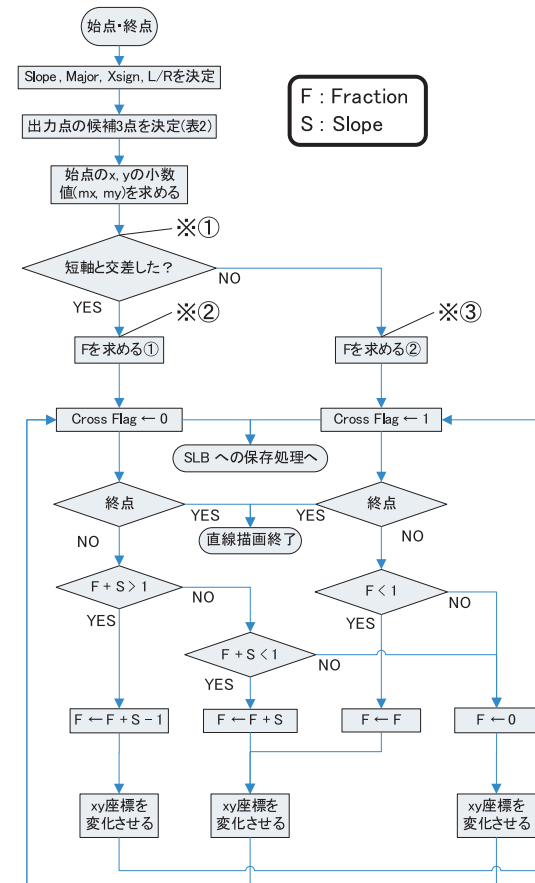 始点・終点
Slope, Major, Xsign, L/Rを決定
F : Fraction
S : Slope
出力点の候補3点を決定(表2)
始点のx, yの小数
値(mx, my)を求める
※①
短軸と交差した？
NO
YES
※②
※③
Fを求める①
Fを求める②
Cross Flag ← 0
Cross Flag ← 1
SLB への保存処理へ
終点
終点
YES
YES
NO
直線描画終了
NO
F + S > 1
NO
F < 1
NO
YES
YES
F + S < 1
NO
YES
F ← F + S − 1
F ← F + S
F ← F
F ← 0
xy座標を
変化させる
xy座標を
変化させる
xy座標を
変化させる